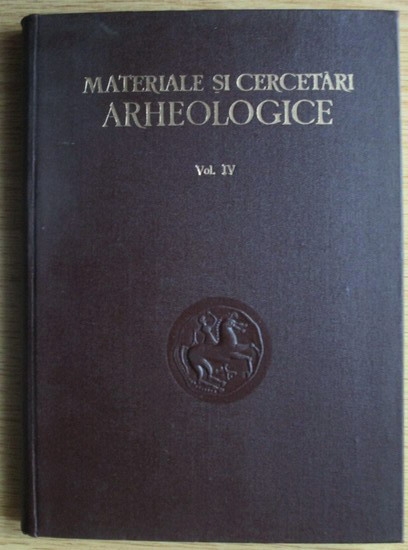 MATERIALE ȘI CERCETĂRI
ARHEOLOGICE
Vol. IV